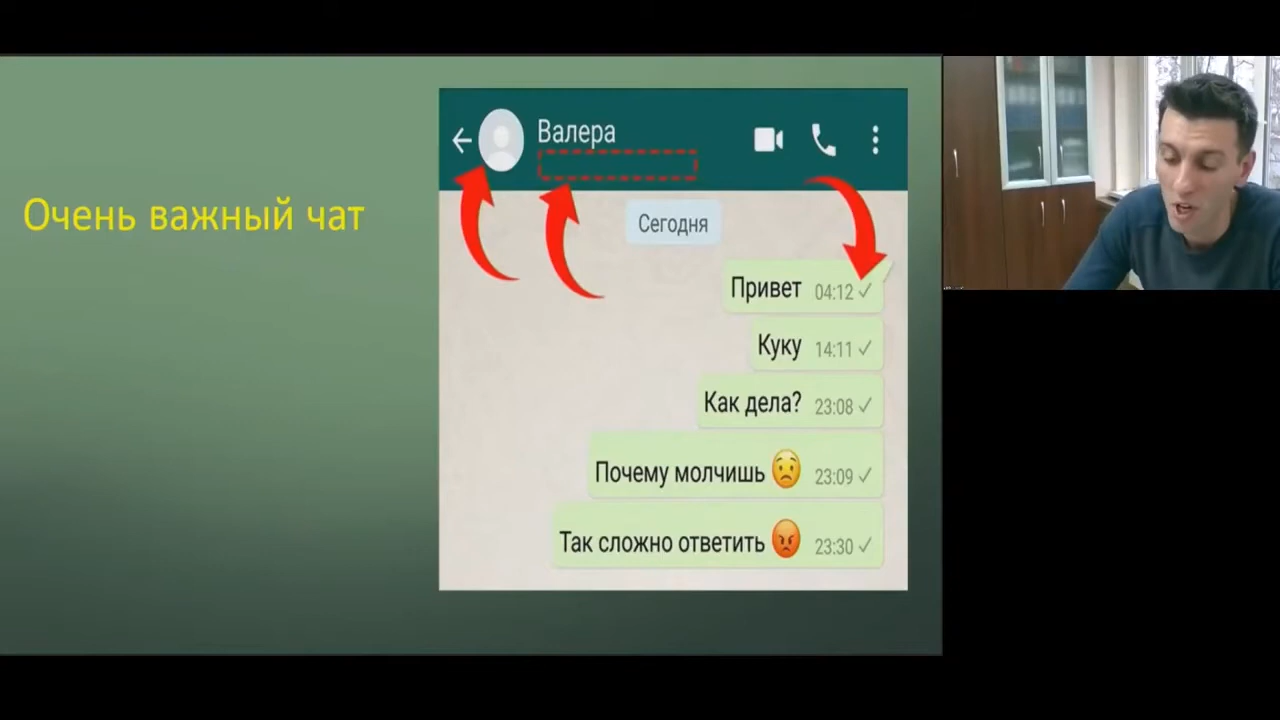 Очень важный чат
Валера
Сегодня
Привет 04:12
Куку 14:11
Как дела? 23:08
Почему молчишь 😟 23:09
Так сложно ответить 😡 23:30